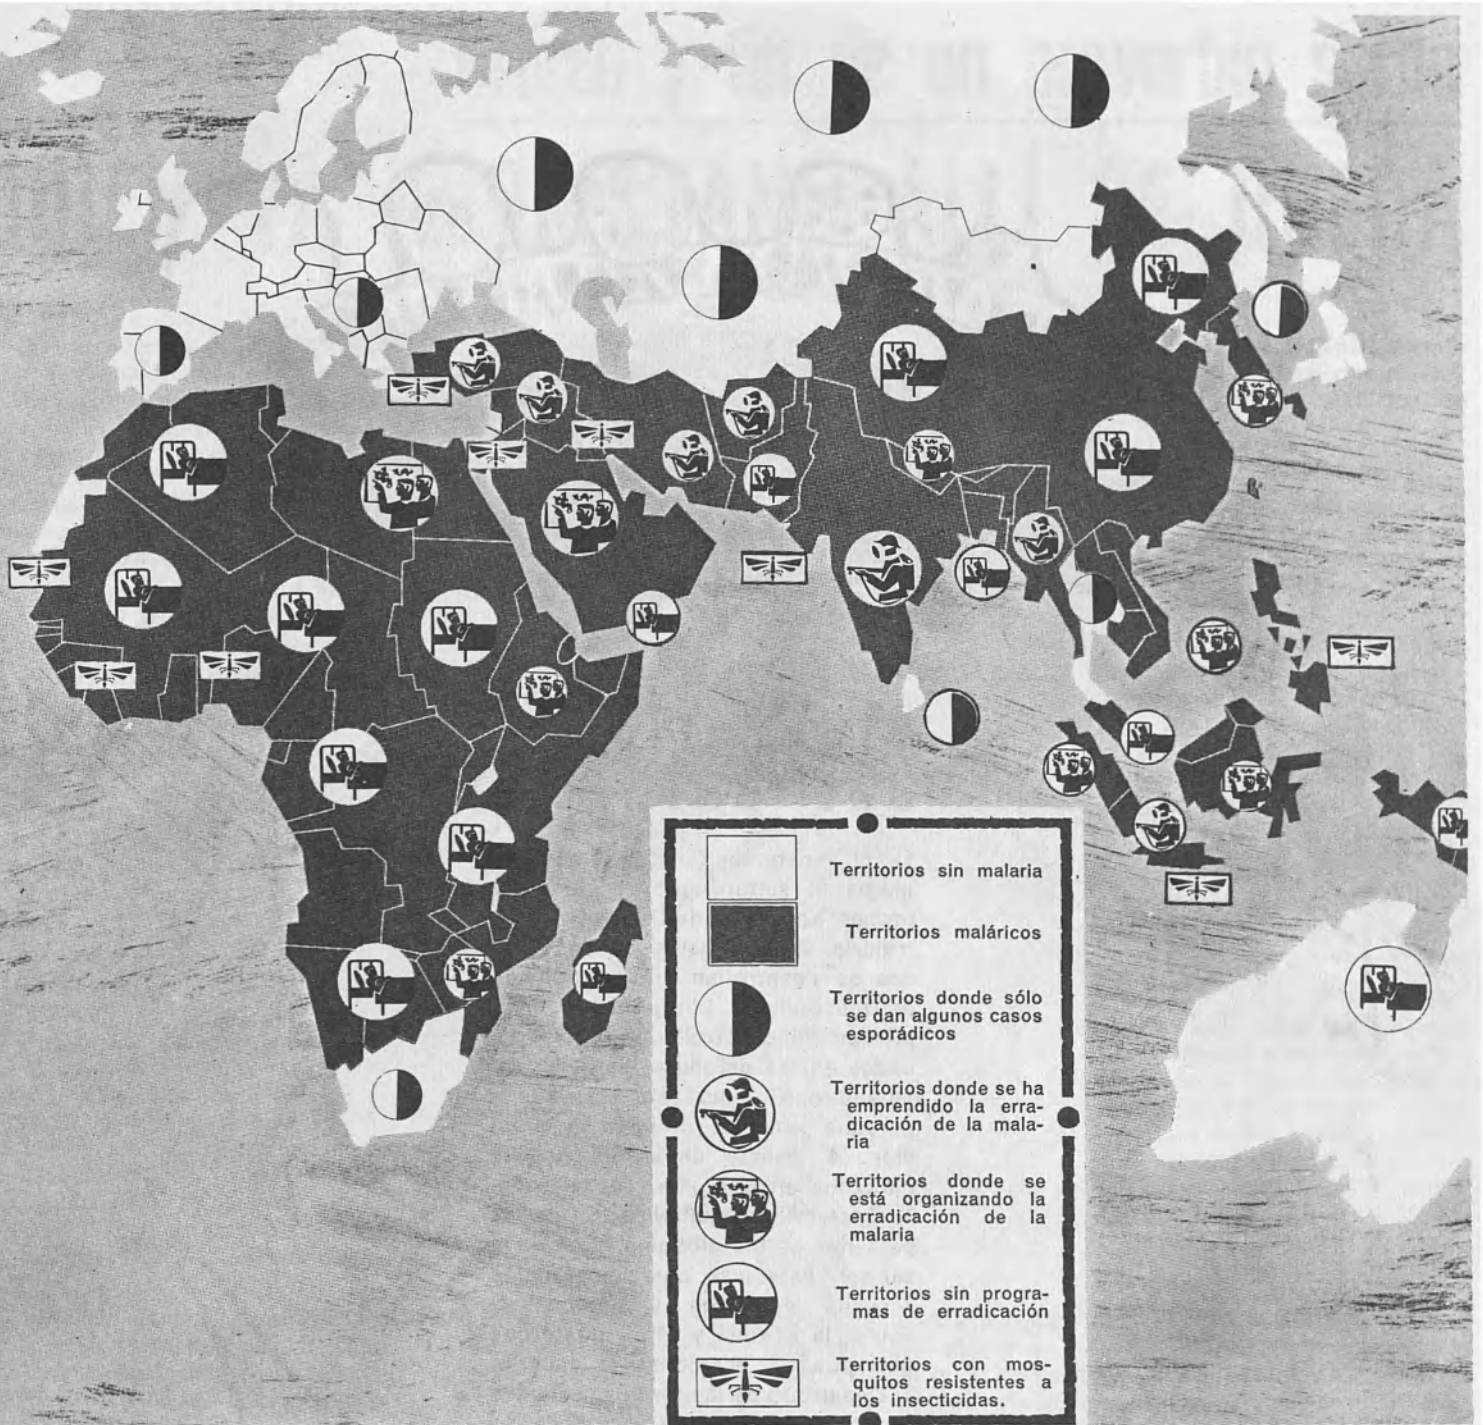 Territorios sin malaria
Territorios maláricos
Territorios donde sólo
se dan algunos casos
esporádicos
Territorios donde se ha
emprendido la erra-
dicación de la mala-
ria
Territorios donde se
está organizando la
erradicación de la
malaria
Territorios sin progra-
mas de erradicación
Territorios con mos-
quitos resistentes a
los insecticidas.